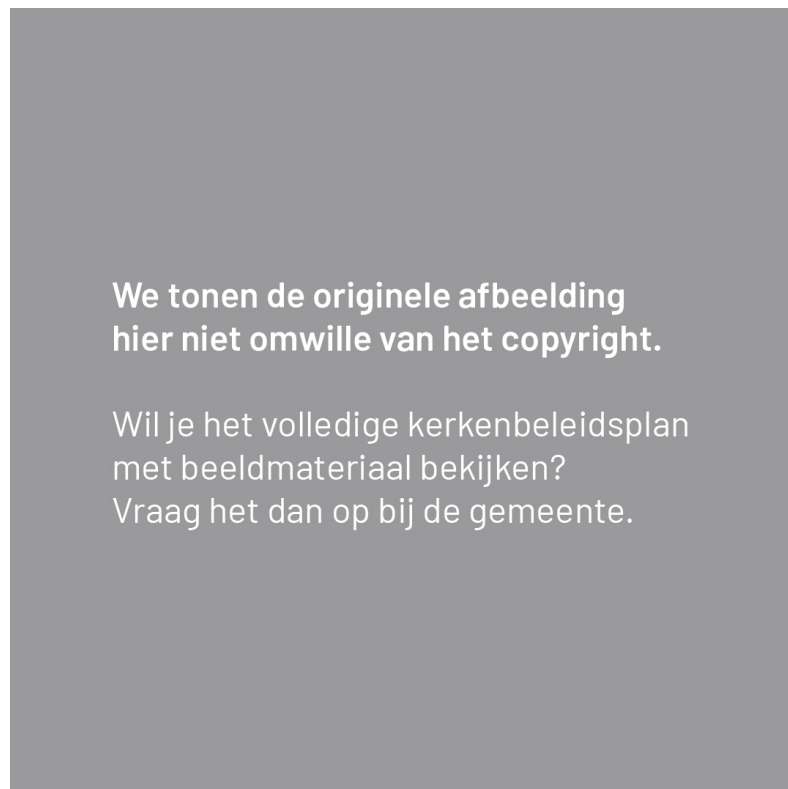 We tonen de originele afbeelding
hier niet omwille van het copyright.
Wil je het volledige kerkenbeleidsplan
met beeldmateriaal bekijken?
Vraag het dan op bij de gemeente.